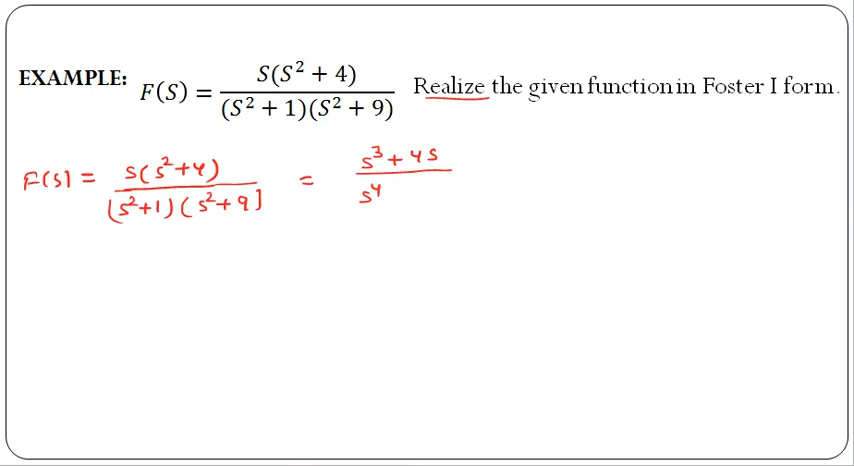 EXAMPLE: F(S) = S(S² + 4) / (S² + 1)(S² + 9) Realize the given function in Foster I form.
F(s) = s(s²+4) / (s²+1)(s²+9] = s³+4s / s⁴